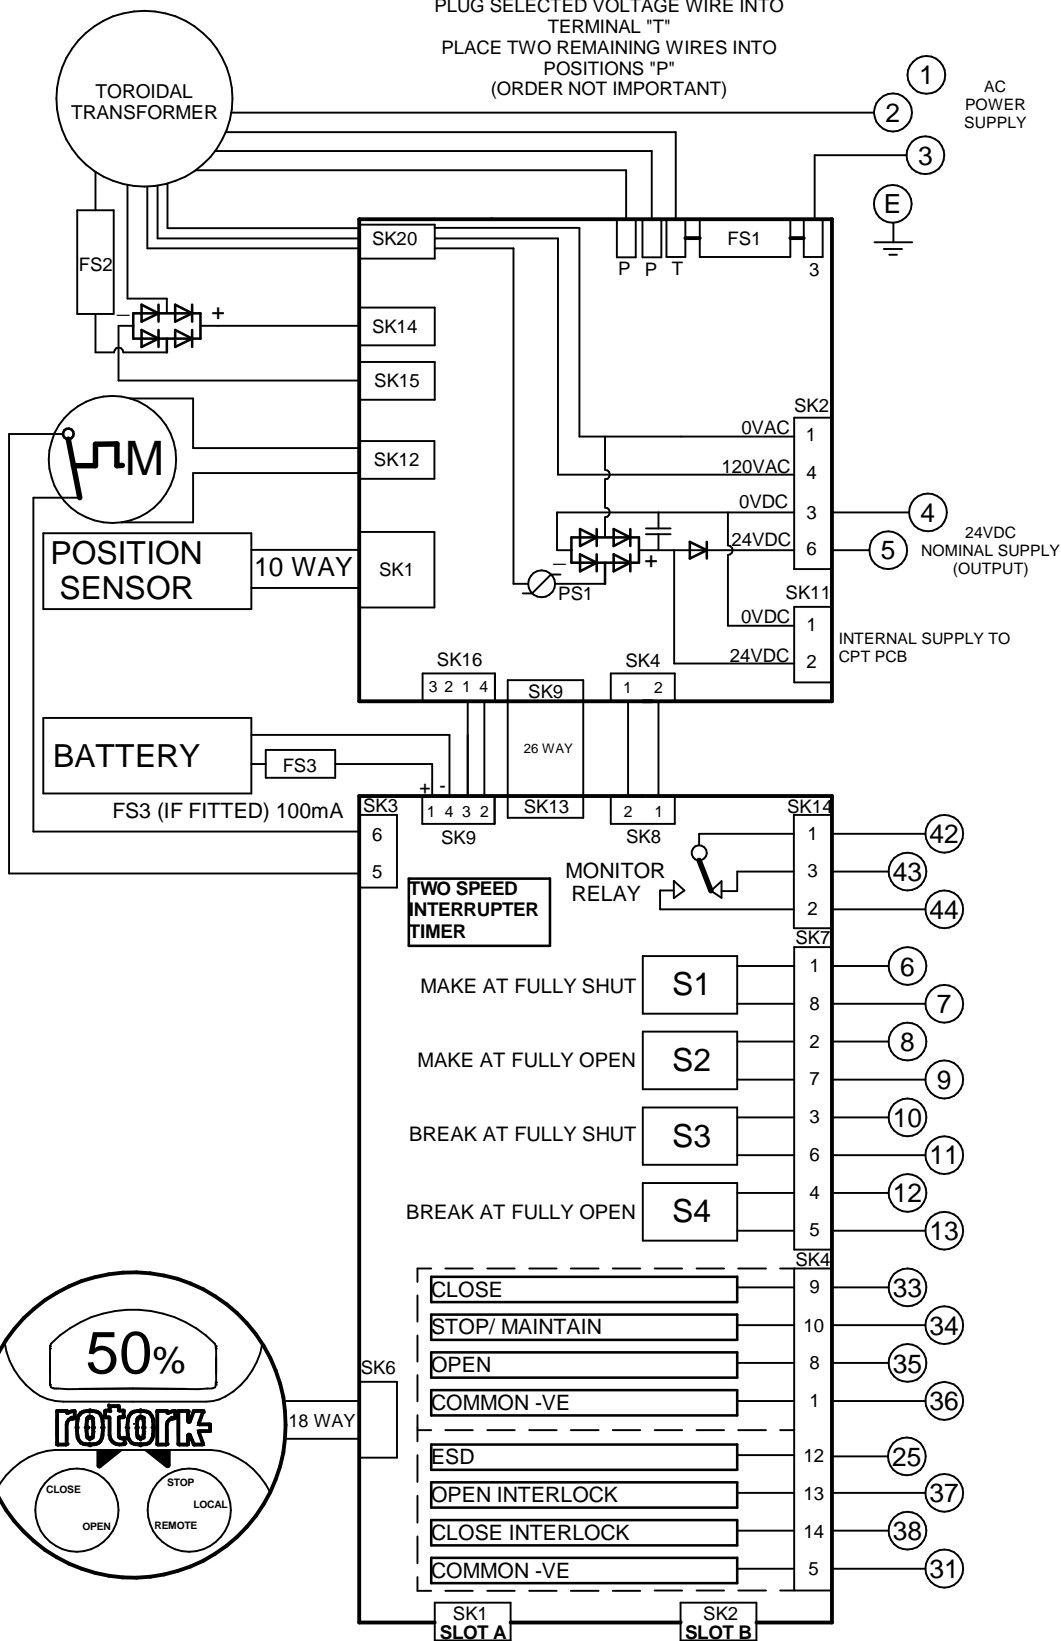 PLUG SELECTED VOLTAGE WIRE INTO
TERMINAL "T"
PLACE TWO REMAINING WIRES INTO
POSITIONS "P"
(ORDER NOT IMPORTANT)
TOROIDAL
TRANSFORMER
1
2
3
AC
POWER
SUPPLY
E
FS2
SK20
P P T
FS1
3
– +
SK14
SK15
SK12
M
SK2
0VAC 1
120VAC 4
0VDC 3
24VDC 6
4
5
24VDC
NOMINAL SUPPLY
(OUTPUT)
POSITION
SENSOR
10 WAY
SK1
– +
PS1
SK11
0VDC 1
24VDC 2
INTERNAL SUPPLY TO
CPT PCB
SK16
3 2 1 4
SK9
SK4
1 2
BATTERY
FS3
26 WAY
+ -
FS3 (IF FITTED) 100mA
SK3
6
5
1 4 3 2
SK9
SK13
2 1
SK8
SK14
1 42
3 43
2 44
MONITOR
RELAY
TWO SPEED
INTERRUPTER
TIMER
SK7
MAKE AT FULLY SHUT S1
1 6
8 7
MAKE AT FULLY OPEN S2
2 8
7 9
BREAK AT FULLY SHUT S3
3 10
6 11
BREAK AT FULLY OPEN S4
4 12
5 13
SK4
CLOSE 9 33
STOP/ MAINTAIN 10 34
OPEN 8 35
COMMON -VE 1 36
ESD 12 25
OPEN INTERLOCK 13 37
CLOSE INTERLOCK 14 38
COMMON -VE 5 31
50%
rotork
CLOSE
OPEN
STOP
LOCAL
REMOTE
18 WAY
SK6
SK1
SLOT A
SK2
SLOT B